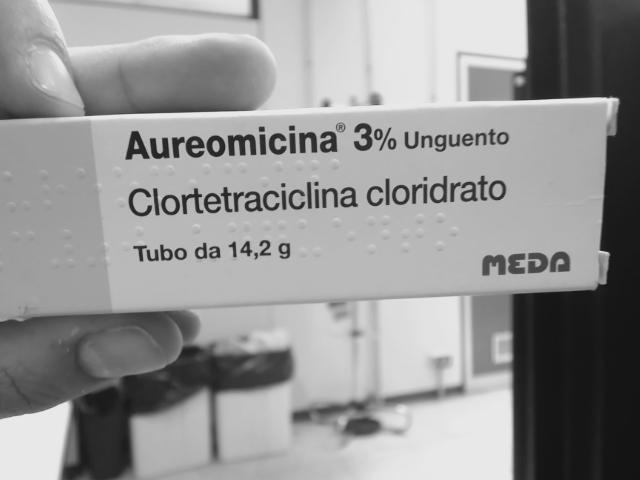 Aureomicina® 3% Unguento
Clortetraciclina cloridrato
Tubo da 14,2 g
MEDA